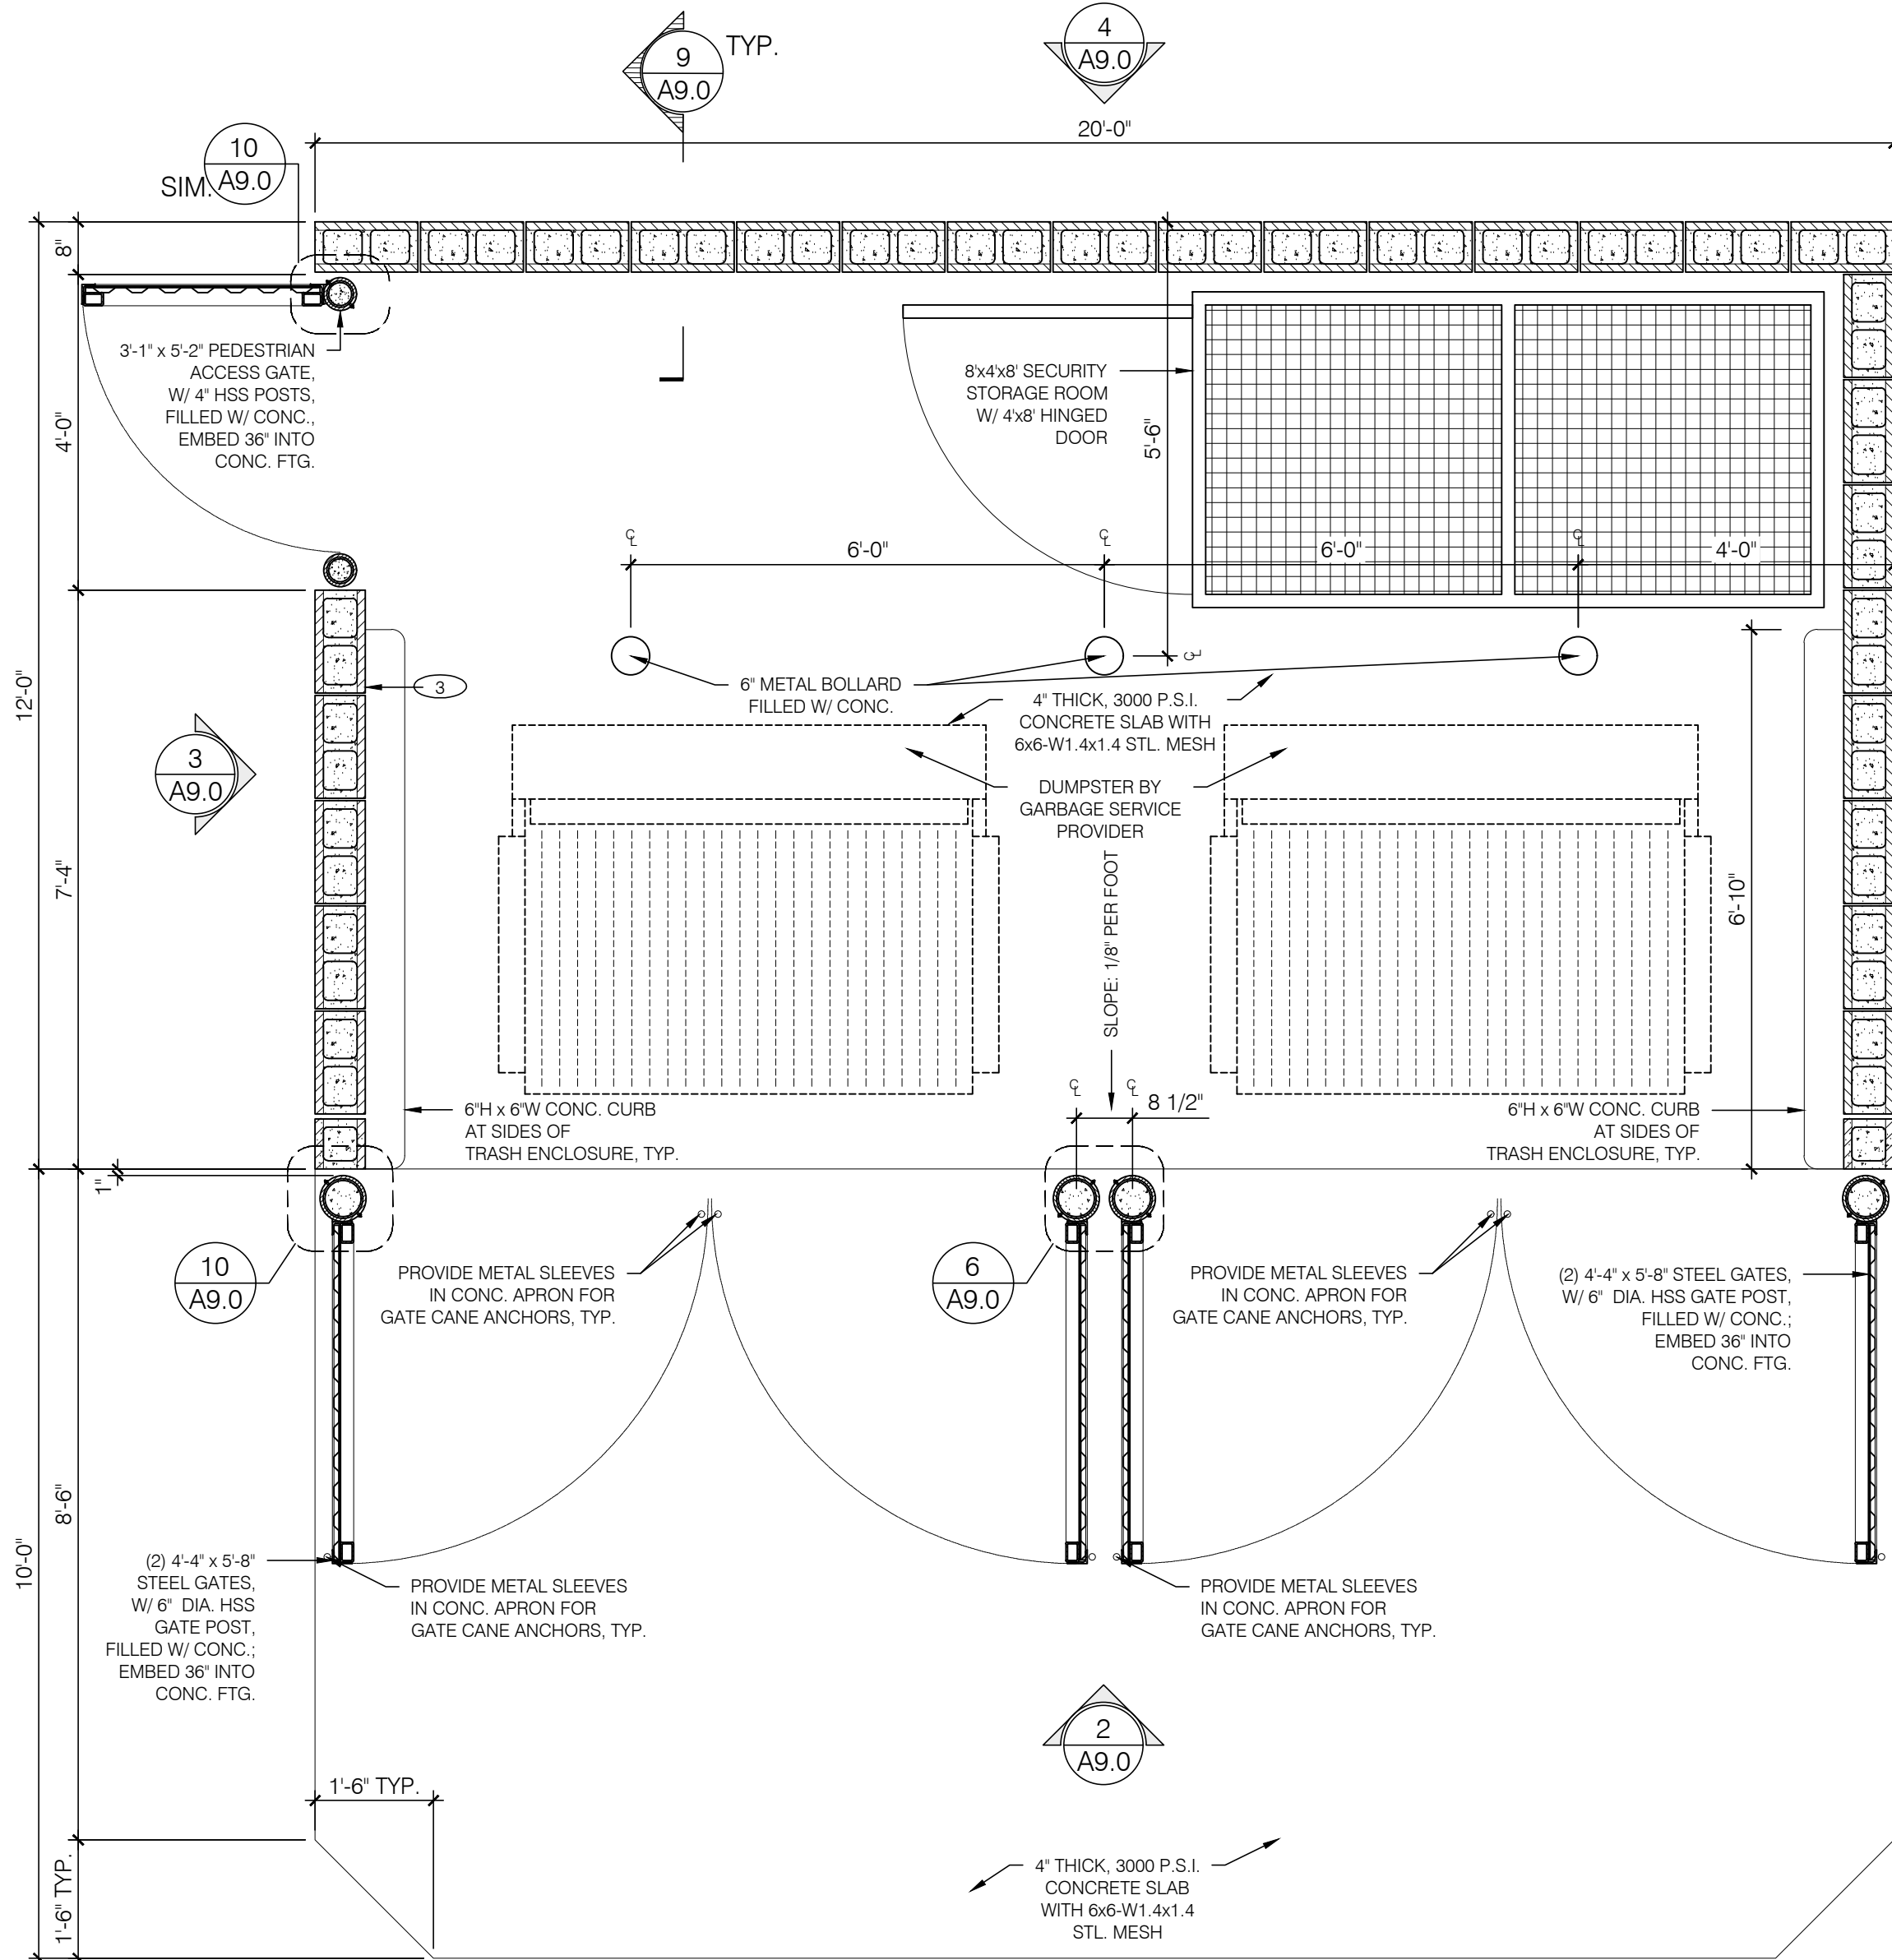 9
A9.0
TYP.
4
A9.0
20'-0"
10
A9.0
SIM.
8"
3'-1" x 5'-2" PEDESTRIAN
ACCESS GATE,
W/ 4" HSS POSTS,
FILLED W/ CONC.,
EMBED 36" INTO
CONC. FTG.
4'-0"
8'x4'x8' SECURITY
STORAGE ROOM
W/ 4'x8' HINGED
DOOR
5'-6"
CL
6'-0"
CL
6'-0"
CL
4'-0"
CL
12'-0"
3
6" METAL BOLLARD
FILLED W/ CONC.
4" THICK, 3000 P.S.I.
CONCRETE SLAB WITH
6x6-W1.4x1.4 STL. MESH
3
A9.0
DUMPSTER BY
GARBAGE SERVICE
PROVIDER
7'-4"
SLOPE: 1/8" PER FOOT
6'-10"
CL
CL
8 1/2"
6"H x 6"W CONC. CURB
AT SIDES OF
TRASH ENCLOSURE, TYP.
6"H x 6"W CONC. CURB
AT SIDES OF
TRASH ENCLOSURE, TYP.
1"
10
A9.0
PROVIDE METAL SLEEVES
IN CONC. APRON FOR
GATE CANE ANCHORS, TYP.
6
A9.0
PROVIDE METAL SLEEVES
IN CONC. APRON FOR
GATE CANE ANCHORS, TYP.
(2) 4'-4" x 5'-8" STEEL GATES,
W/ 6" DIA. HSS GATE POST,
FILLED W/ CONC.;
EMBED 36" INTO
CONC. FTG.
8'-6"
10'-0"
(2) 4'-4" x 5'-8"
STEEL GATES,
W/ 6" DIA. HSS
GATE POST,
FILLED W/ CONC.;
EMBED 36" INTO
CONC. FTG.
PROVIDE METAL SLEEVES
IN CONC. APRON FOR
GATE CANE ANCHORS, TYP.
PROVIDE METAL SLEEVES
IN CONC. APRON FOR
GATE CANE ANCHORS, TYP.
2
A9.0
1'-6" TYP.
1'-6" TYP.
4" THICK, 3000 P.S.I.
CONCRETE SLAB
WITH 6x6-W1.4x1.4
STL. MESH